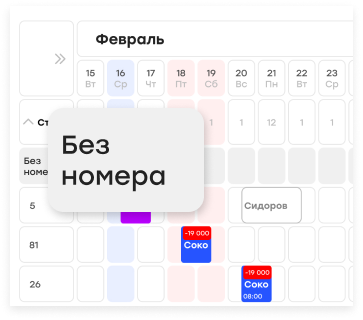 Февраль
15 16 17 18 19 20 21 22 23
Вт Ср Чт Пт Сб Вс Пн Вт Ср
1 1 12 1 1
Без
номера
Без
5 Сидоров
-19 000
81 Соко
-19 000
26 Соко
08:00